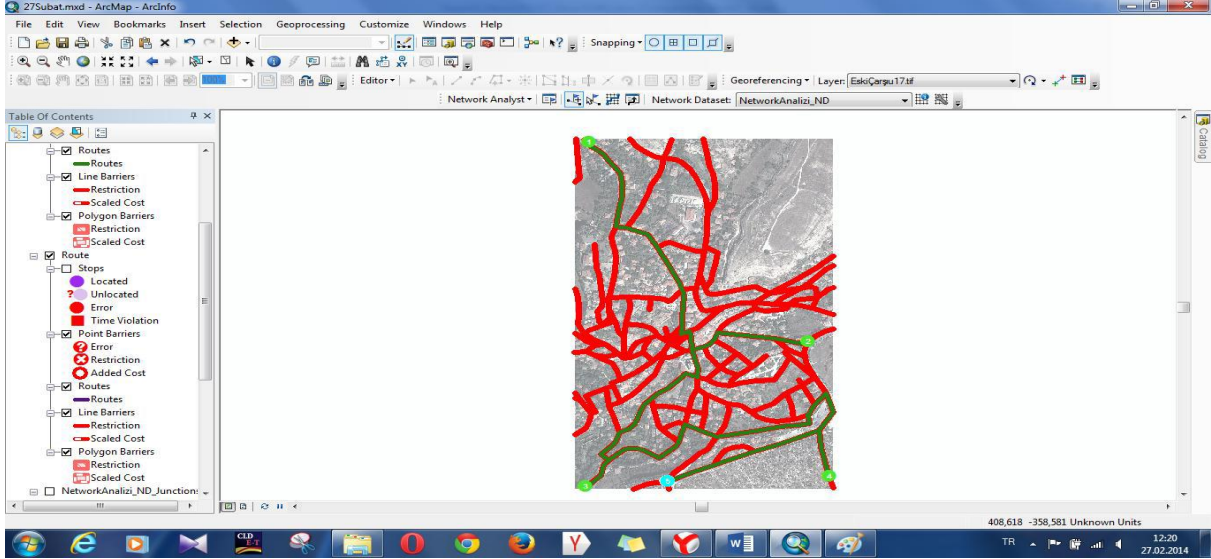 27Subat.mxd - ArcMap - ArcInfo
File Edit View Bookmarks Insert Selection Geoprocessing Customize Windows Help
Snapping
Editor Georeferencing Layer: EskiÇarşu17.tif
Network Analyst Network Dataset: NetworkAnalizi_ND
Table Of Contents
Catalog
Routes
Routes
Line Barriers
Restriction
Scaled Cost
Polygon Barriers
Restriction
Scaled Cost
Route
Stops
Located
Unlocated
Error
Time Violation
Point Barriers
Error
Restriction
Added Cost
Routes
Routes
Line Barriers
Restriction
Scaled Cost
Polygon Barriers
Restriction
Scaled Cost
NetworkAnalizi_ND_Junctions
1
2
3
4
5
408,618 -358,581 Unknown Units
CLD
E-T
TR
12:20
27.02.2014